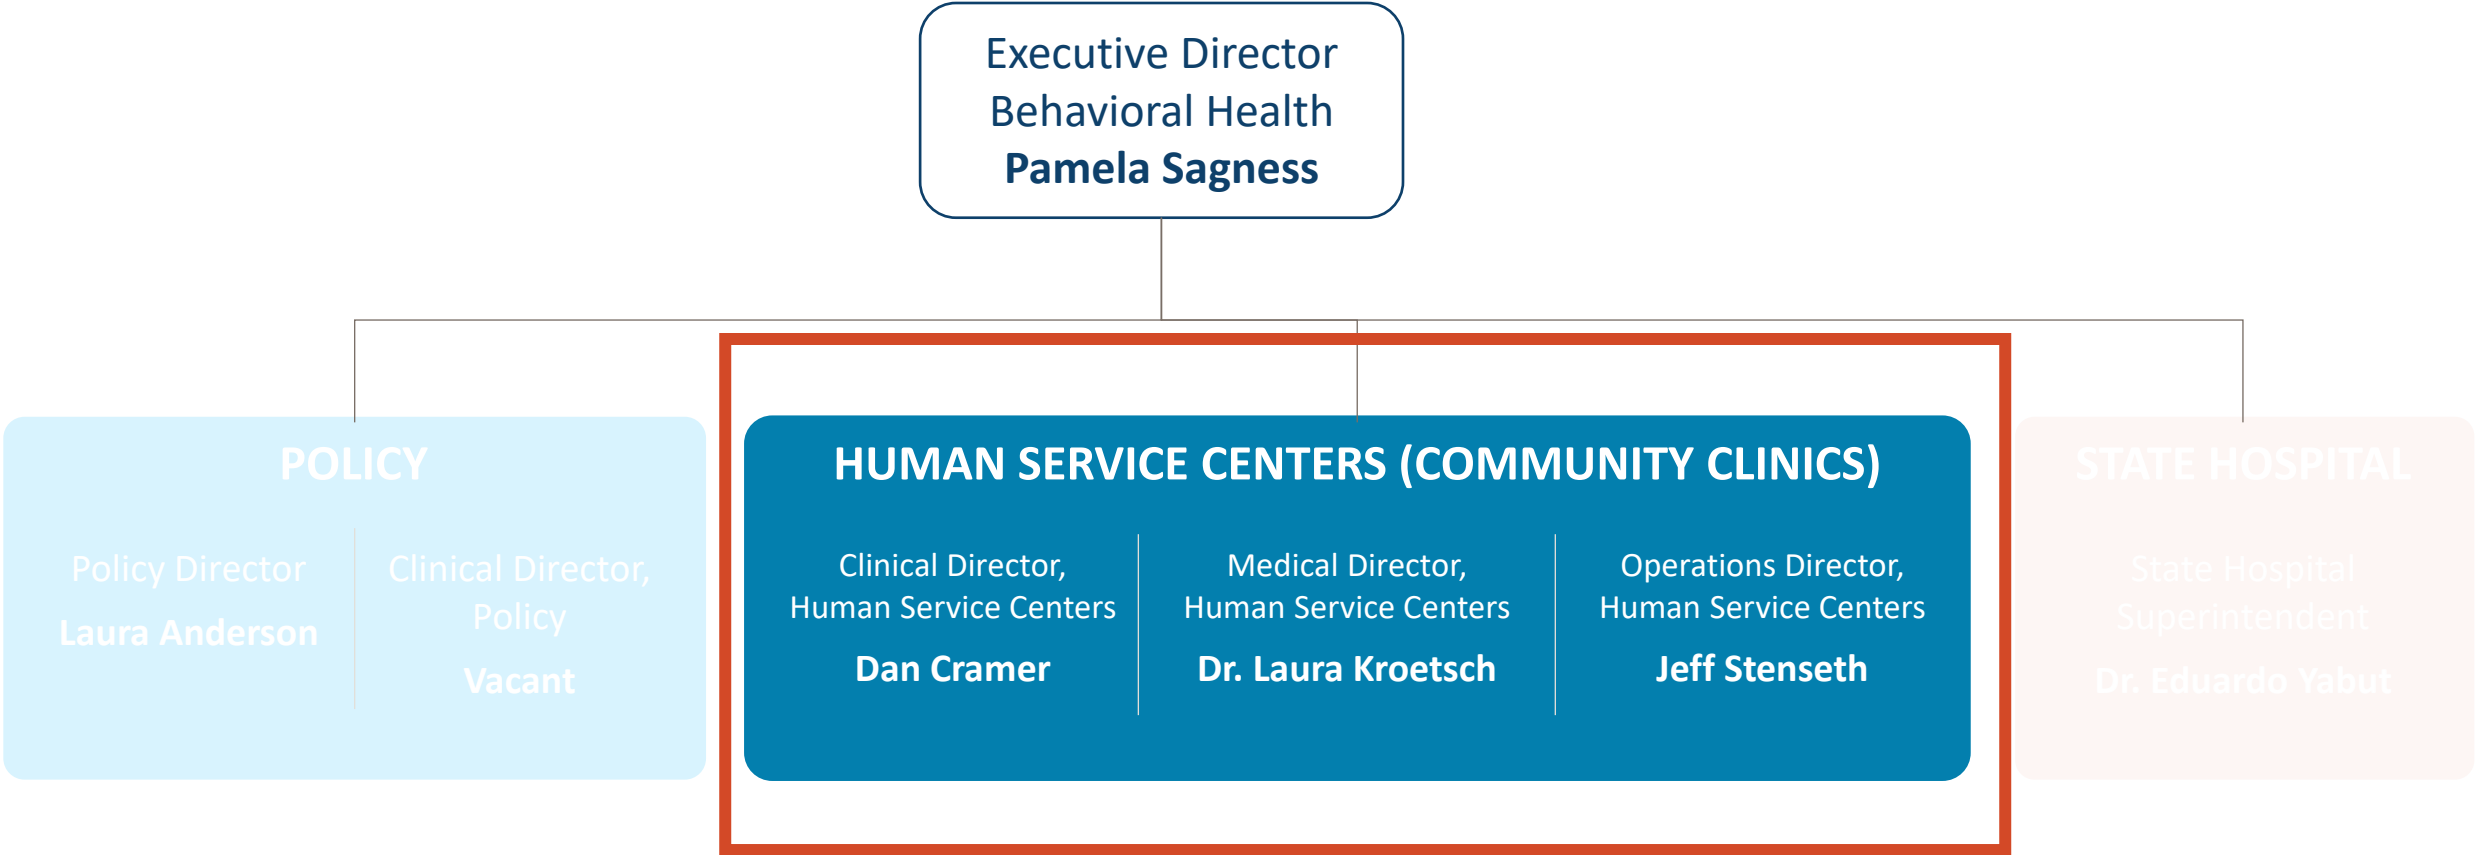 Executive Director
Behavioral Health
Pamela Sagness
POLICY
Policy Director
Laura Anderson
Clinical Director,
Policy
Vacant
HUMAN SERVICE CENTERS (COMMUNITY CLINICS)
Clinical Director,
Human Service Centers
Dan Cramer
Medical Director,
Human Service Centers
Dr. Laura Kroetsch
Operations Director,
Human Service Centers
Jeff Stenseth
STATE HOSPITAL
State Hospital
Superintendent
Dr. Eduardo Yabut